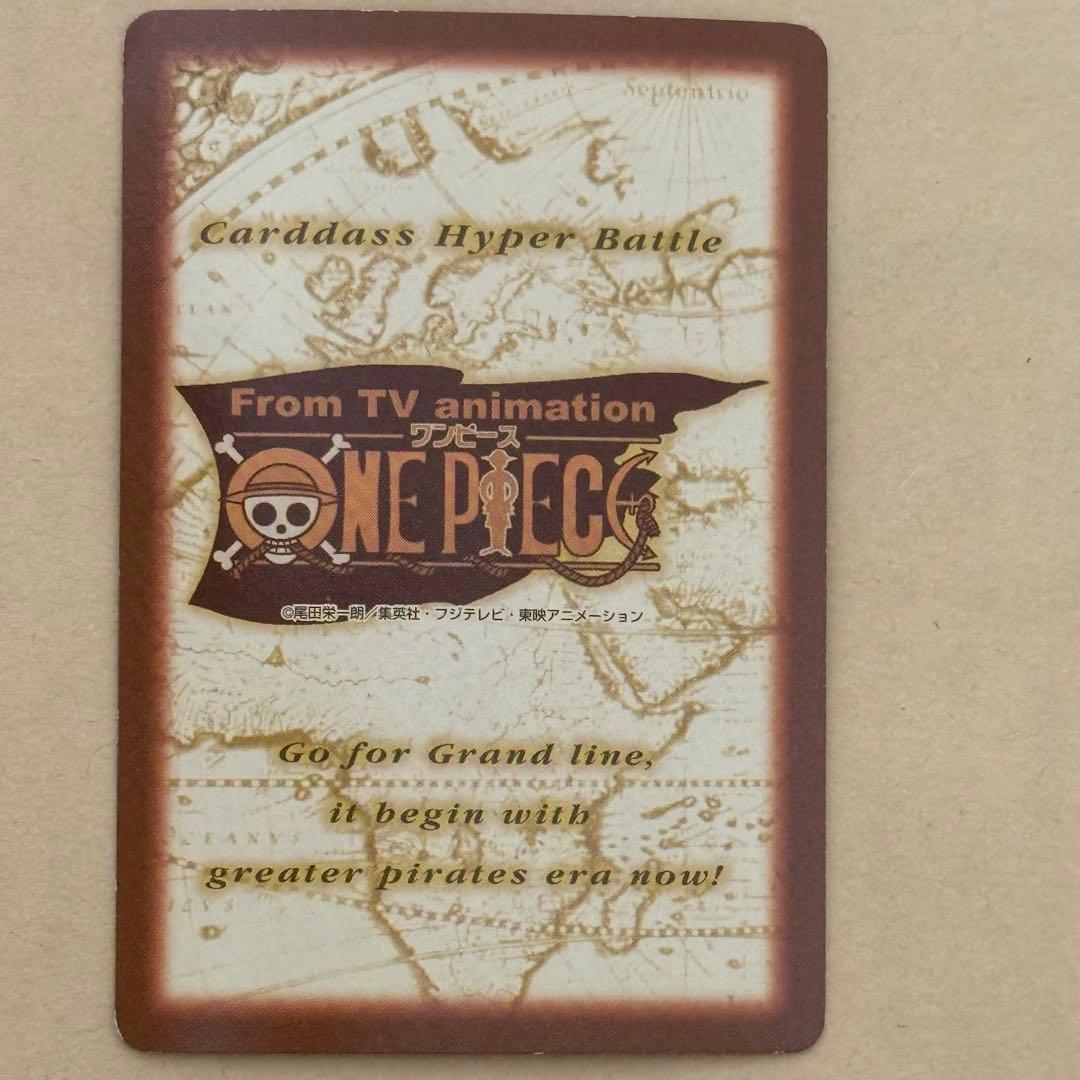 Septentrio
Carddass Hyper Battle
From TV animation
ワンピース
ONE PIECE
©尾田栄一朗／集英社・フジテレビ・東映アニメーション
Go for Grand line,
it begin with
greater pirates era now!